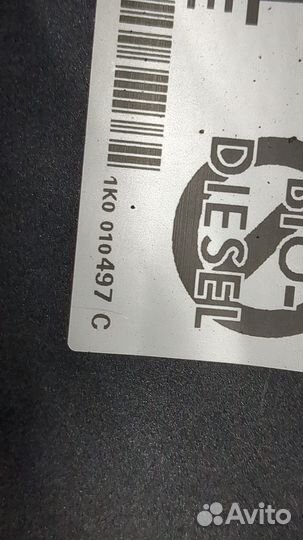 BIO-
DIESEL
1K0 010497 C
Avito